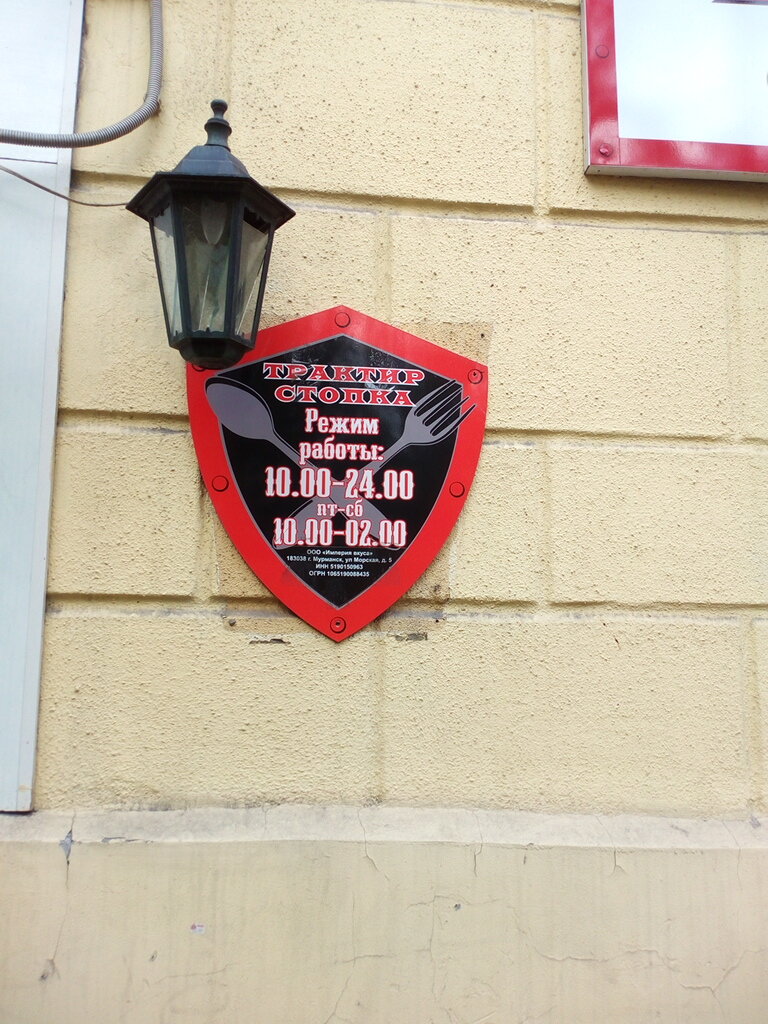 ТРАКТИР
СТОПКА
Режим
работы:
10.00-24.00
пт-сб
10.00-02.00
ООО «Империя вкуса»
183038 г. Мурманск, ул Морская, д. 5
ИНН 5190150963
ОГРН 1065190088435